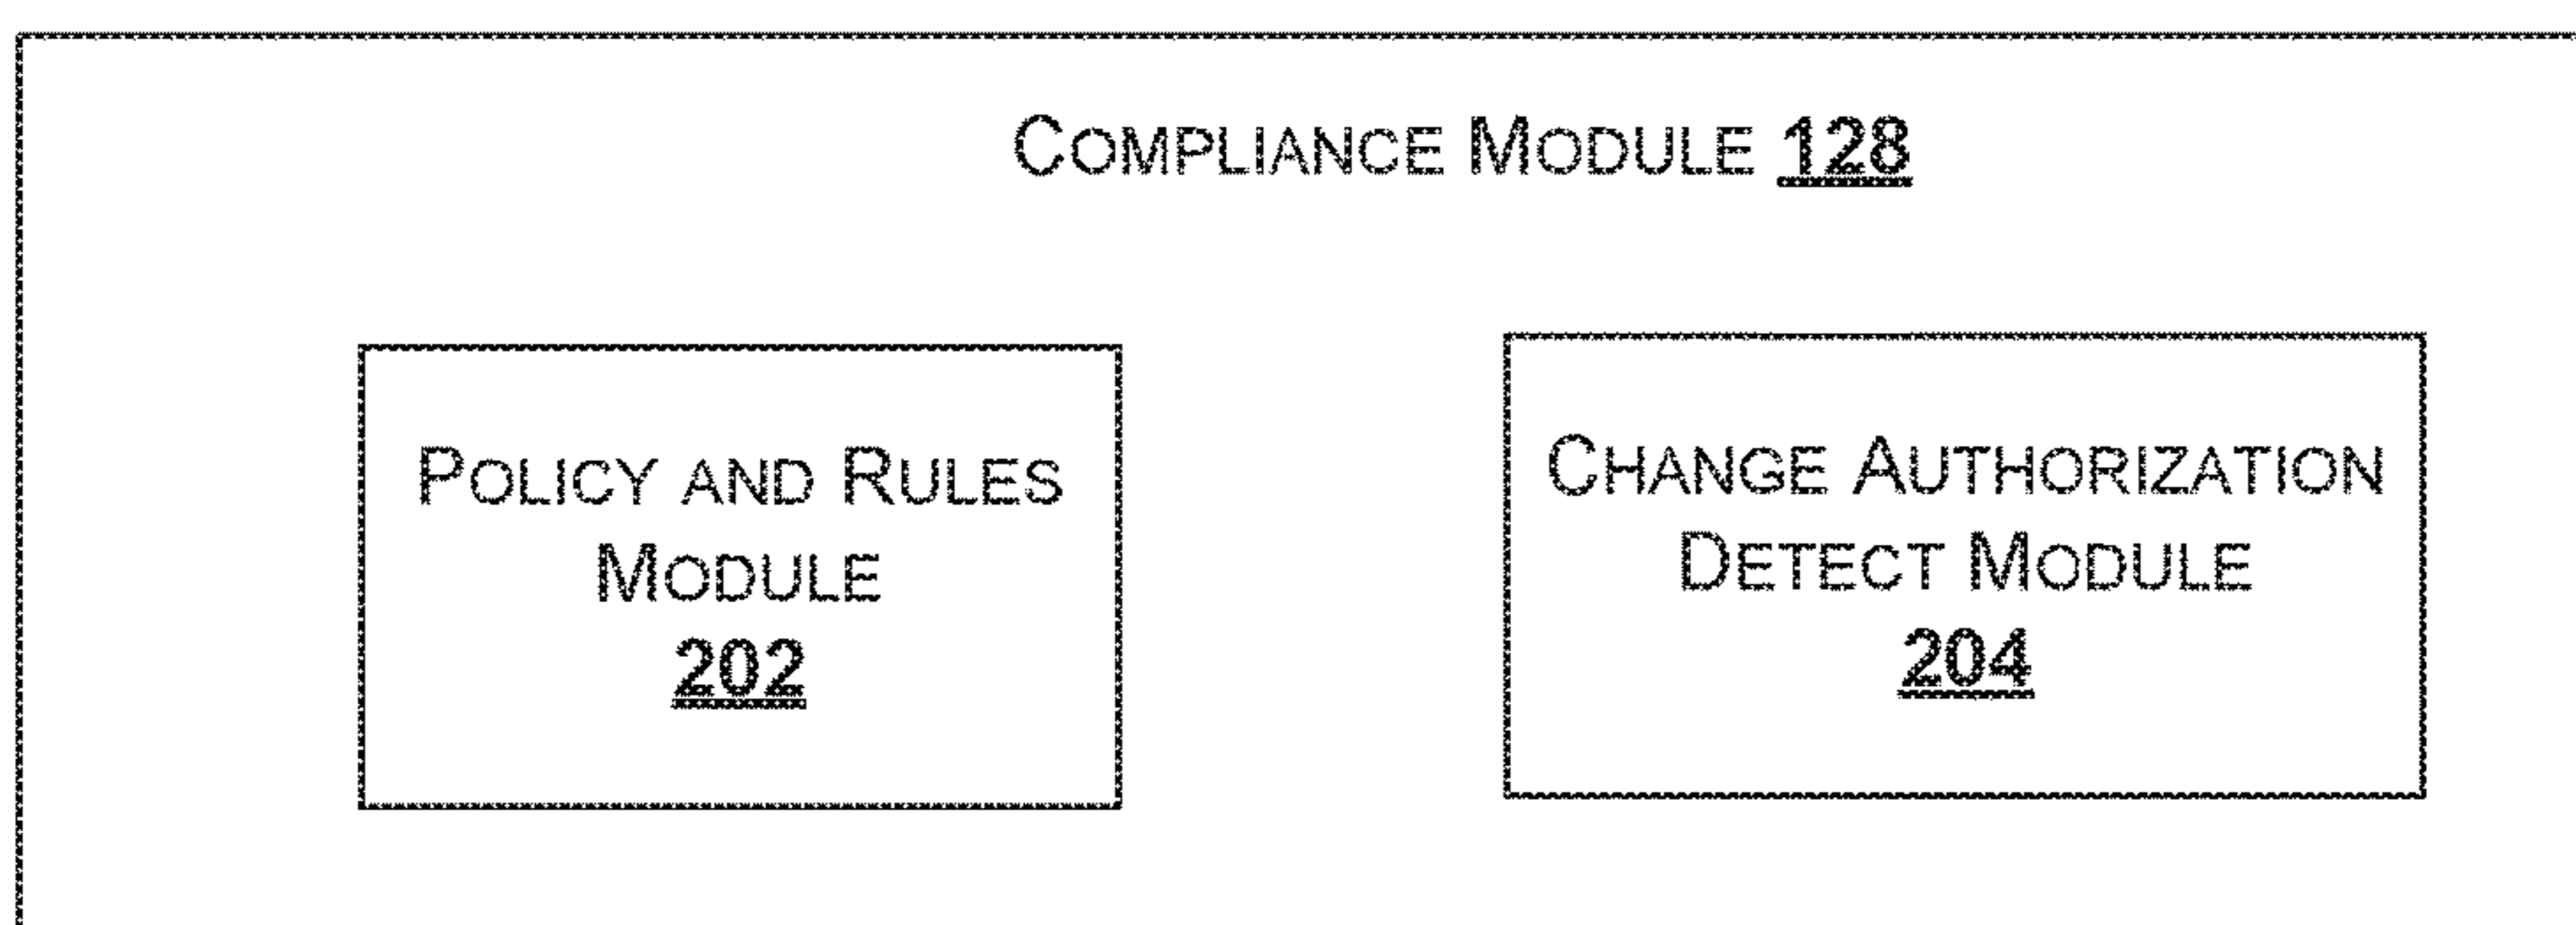 COMPLIANCE MODULE 128
POLICY AND RULES
MODULE
202
CHANGE AUTHORIZATION
DETECT MODULE
204